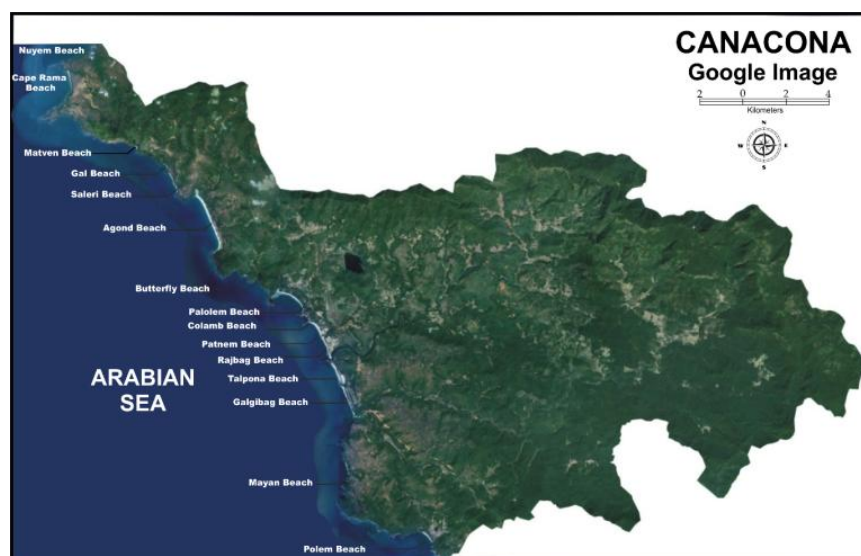 CANACONA
Google Image
2 0 2 4
Kilometers
N
W E
S
Nuyem Beach
Cape Rama
Beach
Matven Beach
Gal Beach
Saleri Beach
Agond Beach
Butterfly Beach
Palolem Beach
Colamb Beach
Patnem Beach
Rajbag Beach
Talpona Beach
Galgibag Beach
ARABIAN
SEA
Mayan Beach
Polem Beach